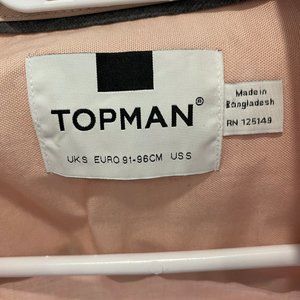 TOPMAN®
UK S EURO 91-96CM US S
Made in
Bangladesh
RN 125149